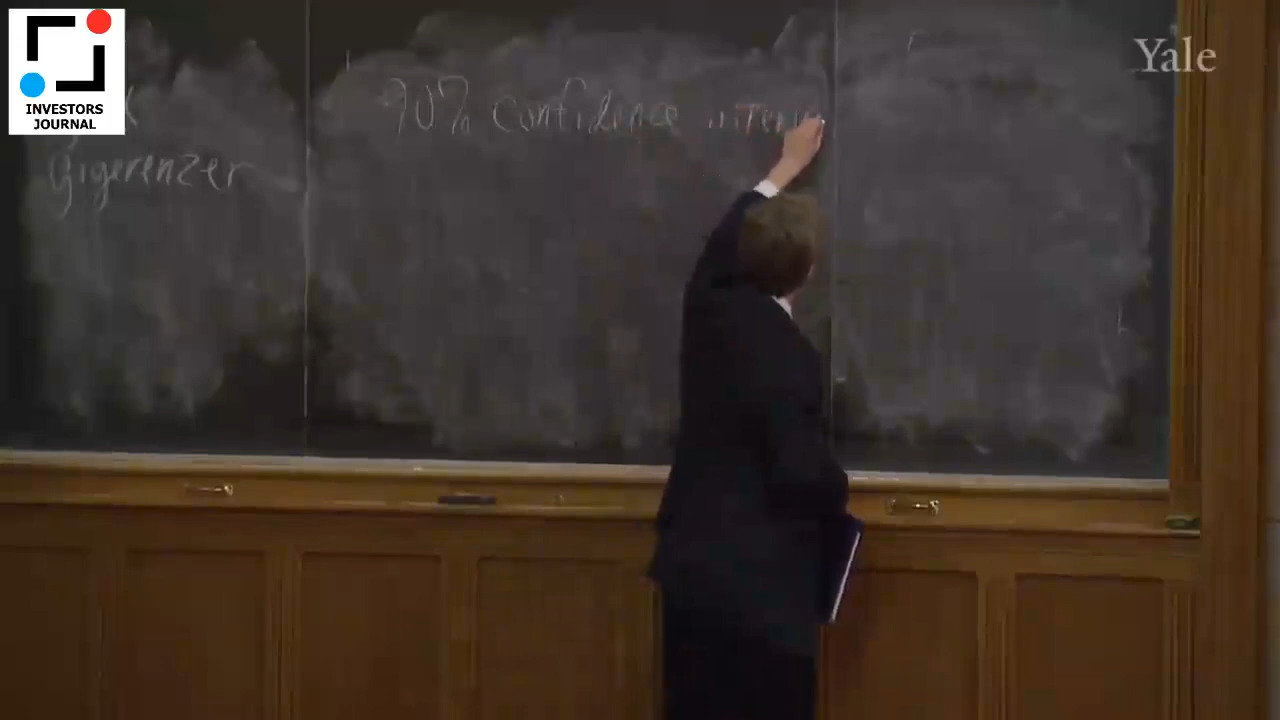 INVESTORS
JOURNAL
Yale
90% confidence
Gigerenzer